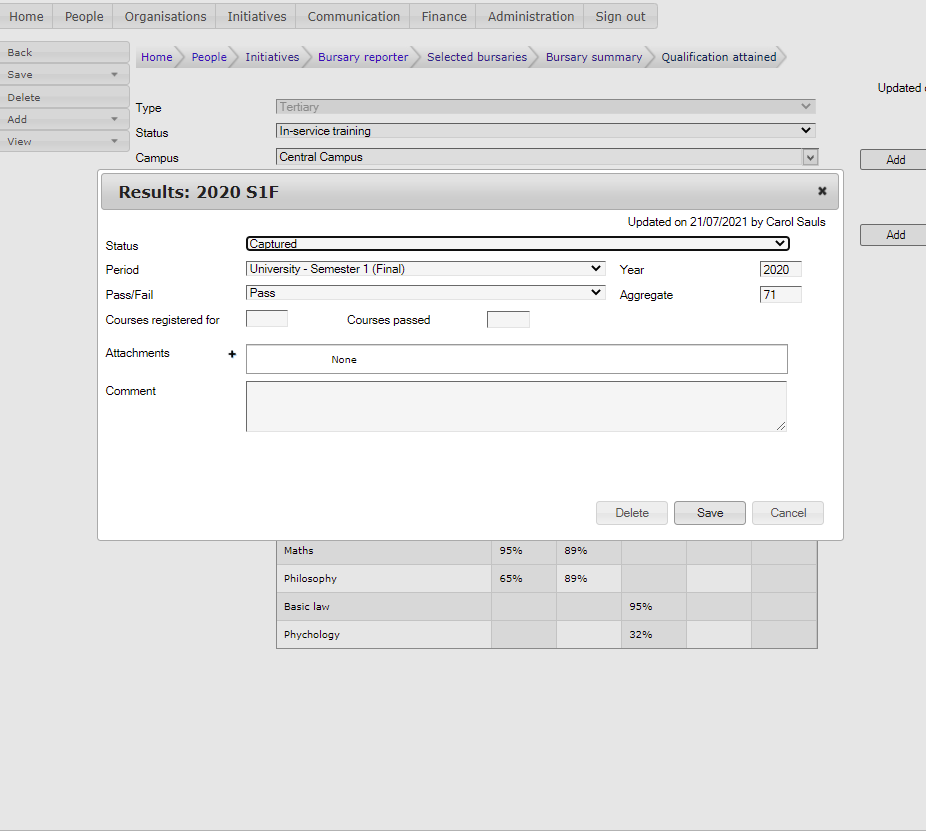 Home People Organisations Initiatives Communication Finance Administration Sign out
Back
Save
Delete
Add
View
Home People Initiatives Bursary reporter Selected bursaries Bursary summary Qualification attained
Updated
Type Tertiary
Status In-service training
Campus Central Campus
Add
Add
Results: 2020 S1F
Updated on 21/07/2021 by Carol Sauls
Status Captured
Period University - Semester 1 (Final) Year 2020
Pass/Fail Pass Aggregate 71
Courses registered for Courses passed
Attachments + None
Comment
Delete Save Cancel
Maths 95% 89%
Philosophy 65% 89%
Basic law 95%
Phychology 32%